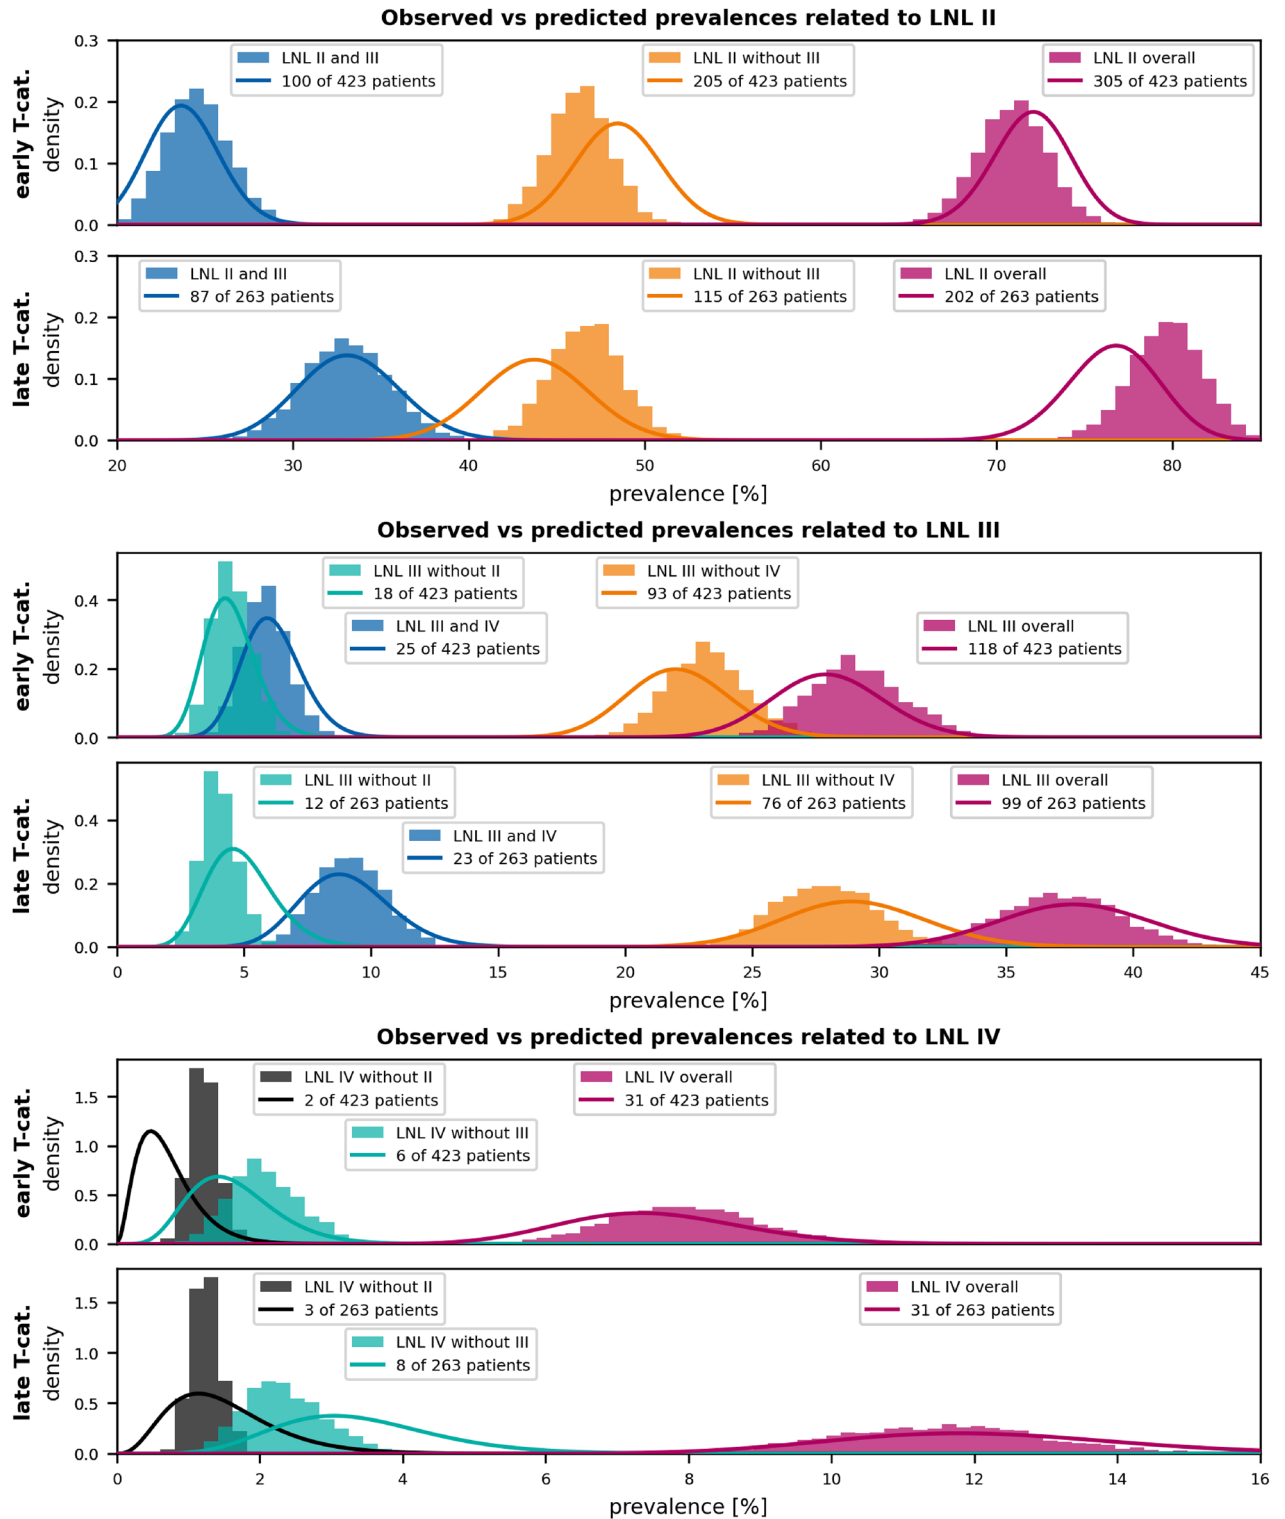 Observed vs predicted prevalences related to LNL II
early T-cat.
density
0.3
0.2
0.1
0.0
LNL II and III
100 of 423 patients
LNL II without III
205 of 423 patients
LNL II overall
305 of 423 patients
late T-cat.
density
0.3
0.2
0.1
0.0
LNL II and III
87 of 263 patients
LNL II without III
115 of 263 patients
LNL II overall
202 of 263 patients
20 30 40 50 60 70 80
prevalence [%]
Observed vs predicted prevalences related to LNL III
early T-cat.
density
0.4
0.2
0.0
LNL III without II
18 of 423 patients
LNL III and IV
25 of 423 patients
LNL III without IV
93 of 423 patients
LNL III overall
118 of 423 patients
late T-cat.
density
0.4
0.2
0.0
LNL III without II
12 of 263 patients
LNL III and IV
23 of 263 patients
LNL III without IV
76 of 263 patients
LNL III overall
99 of 263 patients
0 5 10 15 20 25 30 35 40 45
prevalence [%]
Observed vs predicted prevalences related to LNL IV
early T-cat.
density
1.5
1.0
0.5
0.0
LNL IV without II
2 of 423 patients
LNL IV without III
6 of 423 patients
LNL IV overall
31 of 423 patients
late T-cat.
density
1.5
1.0
0.5
0.0
LNL IV without II
3 of 263 patients
LNL IV without III
8 of 263 patients
LNL IV overall
31 of 263 patients
0 2 4 6 8 10 12 14 16
prevalence [%]